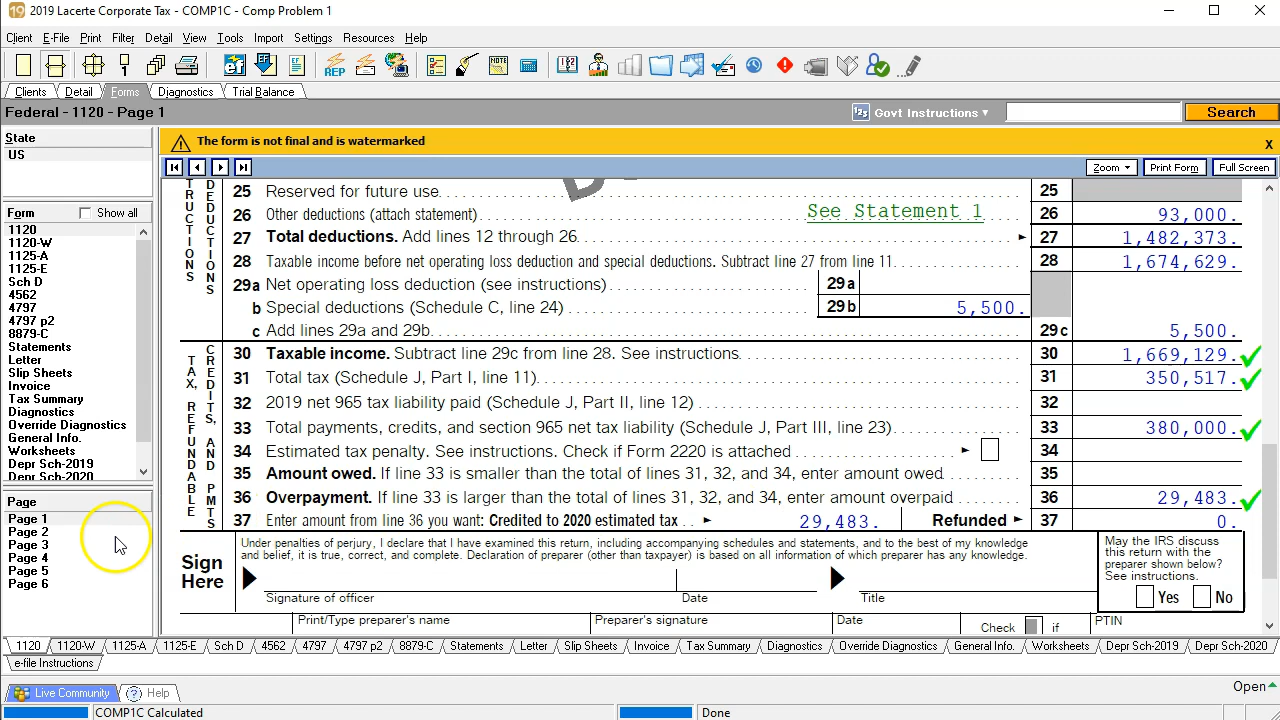 2019 Lacerte Corporate Tax - COMP1C - Comp Problem 1
Client E-File Print Filter Detail View Tools Import Settings Resources Help
Clients Detail Forms Diagnostics Trial Balance
Federal - 1120 - Page 1
Govt Instructions
Search
State
US
Form Show all
1120
1120-W
1125-A
1125-E
Sch D
4562
4797
4797 p2
8879-C
Statements
Letter
Slip Sheets
Invoice
Tax Summary
Diagnostics
Override Diagnostics
General Info.
Worksheets
Depr Sch-2019
Depr Sch-2020
Page
Page 1
Page 2
Page 3
Page 4
Page 5
Page 6
The form is not final and is watermarked X
Zoom Print Form Full Screen
25 Reserved for future use 25
26 Other deductions (attach statement) See Statement 1 26 93,000.
27 Total deductions. Add lines 12 through 26 27 1,482,373.
28 Taxable income before net operating loss deduction and special deductions. Subtract line 27 from line 11 28 1,674,629.
29a Net operating loss deduction (see instructions) 29a
b Special deductions (Schedule C, line 24) 29b 5,500.
c Add lines 29a and 29b 29c 5,500.
30 Taxable income. Subtract line 29c from line 28. See instructions 30 1,669,129.
31 Total tax (Schedule J, Part I, line 11) 31 350,517.
32 2019 net 965 tax liability paid (Schedule J, Part II, line 12) 32
33 Total payments, credits, and section 965 net tax liability (Schedule J, Part III, line 23) 33 380,000.
34 Estimated tax penalty. See instructions. Check if Form 2220 is attached 34
35 Amount owed. If line 33 is smaller than the total of lines 31, 32, and 34, enter amount owed 35
36 Overpayment. If line 33 is larger than the total of lines 31, 32, and 34, enter amount overpaid 36 29,483.
37 Enter amount from line 36 you want: Credited to 2020 estimated tax 29,483. Refunded 37 0.
TRUCTIONS DEDUCTIONS
TAX, REFUNDABLE CREDITS, AND PMTS
Sign Here
Under penalties of perjury, I declare that I have examined this return, including accompanying schedules and statements, and to the best of my knowledge
and belief, it is true, correct, and complete. Declaration of preparer (other than taxpayer) is based on all information of which preparer has any knowledge
Signature of officer Date Title
May the IRS discuss
this return with the
preparer shown below?
See instructions.
Yes No
Print/Type preparer's name Preparer's signature Date Check if PTIN
1120 1120-W 1125-A 1125-E Sch D 4562 4797 4797 p2 8879-C Statements Letter Slip Sheets Invoice Tax Summary Diagnostics Override Diagnostics General Info. Worksheets Depr Sch-2019 Depr Sch-2020
e-file Instructions
Live Community Help
Open
COMP1C Calculated Done